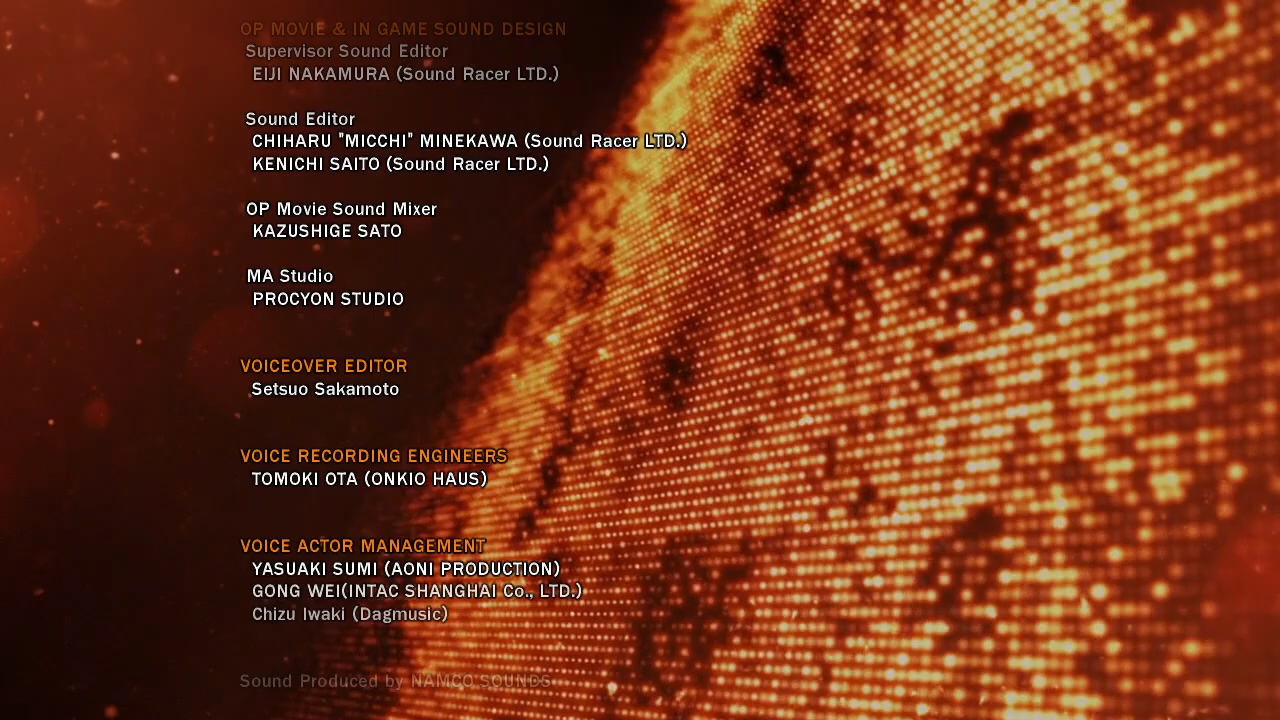 OP MOVIE & IN GAME SOUND DESIGN
Supervisor Sound Editor
EIJI NAKAMURA (Sound Racer LTD.)
Sound Editor
CHIHARU "MICCHI" MINEKAWA (Sound Racer LTD.)
KENICHI SAITO (Sound Racer LTD.)
OP Movie Sound Mixer
KAZUSHIGE SATO
MA Studio
PROCYON STUDIO
VOICEOVER EDITOR
Setsuo Sakamoto
VOICE RECORDING ENGINEERS
TOMOKI OTA (ONKIO HAUS)
VOICE ACTOR MANAGEMENT
YASUAKI SUMI (AONI PRODUCTION)
GONG WEI(INTAC SHANGHAI Co., LTD.)
Chizu Iwaki (Dagmusic)
Sound Produced by NAMCO SOUNDS